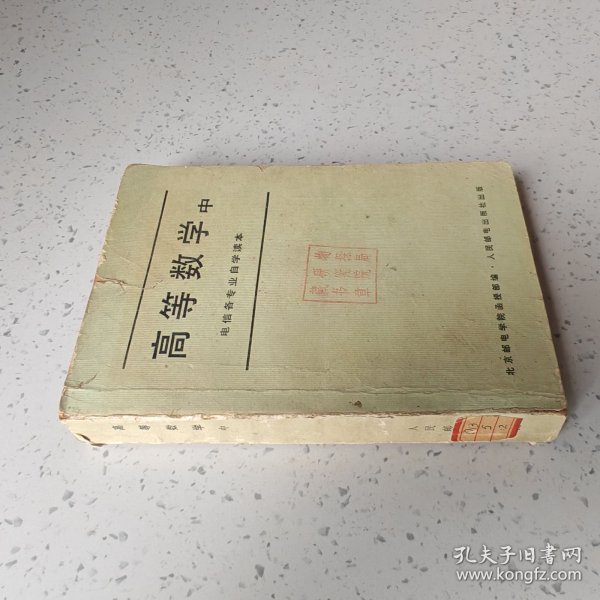 高等数学 中
电信各专业自学读本
北京邮电学院函授部编·人民邮电出版社出版
高等数学 中
人民邮
5 2
孔夫子旧书网
www.kongfz.com